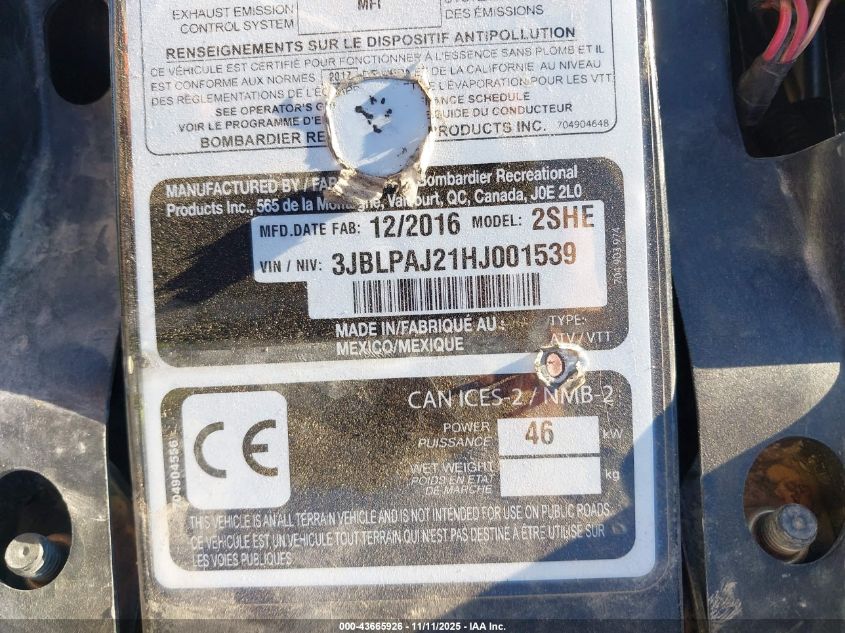 EXHAUST EMISSION
CONTROL SYSTEM
MFI
DES ÉMISSIONS
RENSEIGNEMENTS SUR LE DISPOSITIF ANTIPOLLUTION
CE VÉHICULE EST CERTIFIÉ POUR FONCTIONNER À L'ESSENCE SANS PLOMB ET IL
EST CONFORME AUX NORMES 2017 DE LA CALIFORNIE AU NIVEAU
DES RÉGLEMENTATIONS DE L'ÉVAPORATION POUR LES VTT
SEE OPERATOR'S SCHEDULE
VOIR LE PROGRAMME DU CONDUCTEUR
BOMBARDIER PRODUCTS INC. 704904648
MANUFACTURED BY / Bombardier Recreational
Products Inc., 565 de la Valcourt, QC, Canada, J0E 2L0
MFD.DATE FAB: 12/2016 MODEL: 2SHE
VIN / NIV: 3JBLPAJ21HJ001539
704 903 974
MADE IN/FABRIQUÉ AU : TYPE:
MEXICO/MEXIQUE ATV/VTT
CE
704904556
CAN ICES-2 / NMB-2
POWER
PUISSANCE 46 kW
WET WEIGHT
POIDS EN ÉTAT
DE MARCHE kg
THIS VEHICLE IS AN ALL TERRAIN VEHICLE AND IS NOT INTENDED FOR USE ON PUBLIC ROADS
CE VÉHICULE EST UN VÉHICULE TOUT TERRAIN QUI N'EST PAS DESTINÉ À ÊTRE UTILISÉ SUR
LES VOIES PUBLIQUES
000-43665926 - 11/11/2025 - IAA Inc.